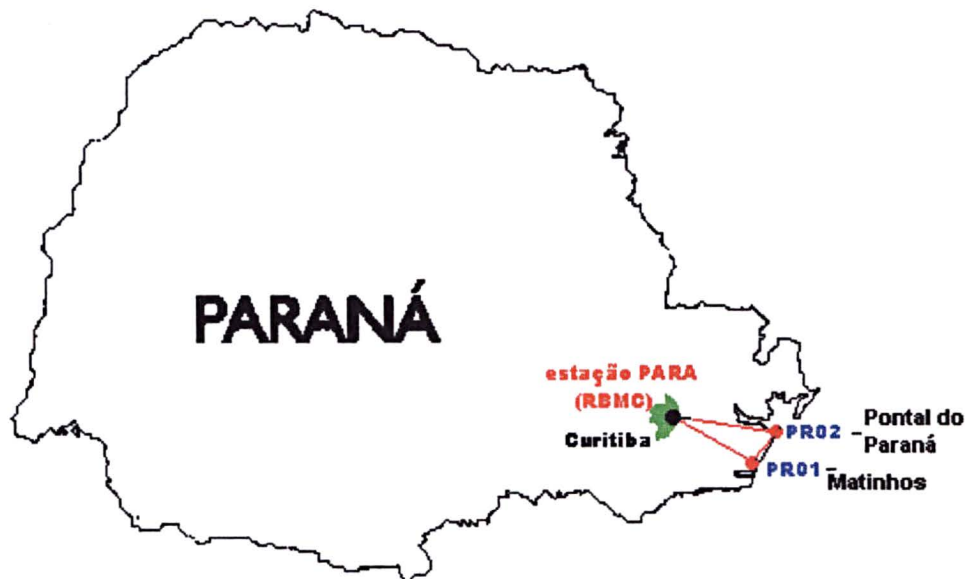 PARANÁ
estação PARA
(RBMC)
Curitiba
PR02 - Pontal do
Paraná
PR01 - Matinhos